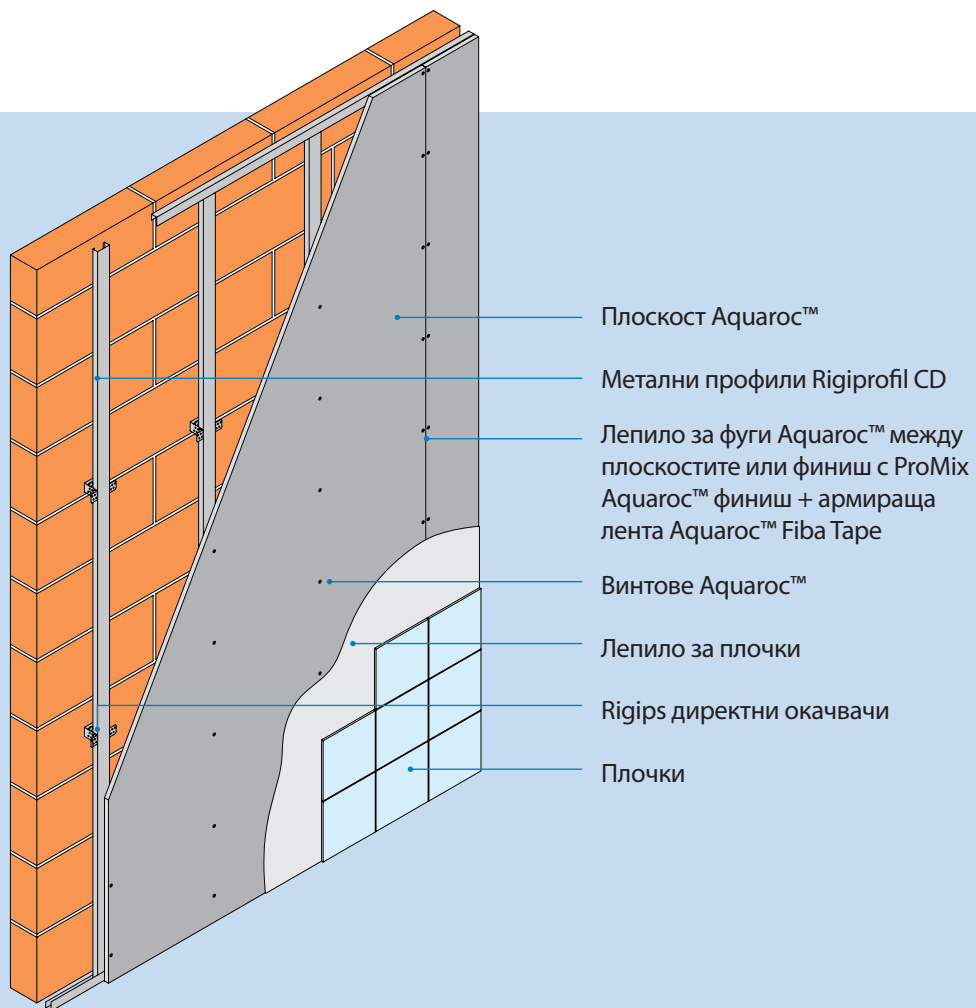 Плоскост Aquaroc™
Метални профили Rigiprofil CD
Лепило за фуги Aquaroc™ между
плоскостите или финиш с ProMix
Aquaroc™ финиш + армираща
лента Aquaroc™ Fiba Tape
Винтове Aquaroc™
Лепило за плочки
Rigips директни окачвачи
Плочки